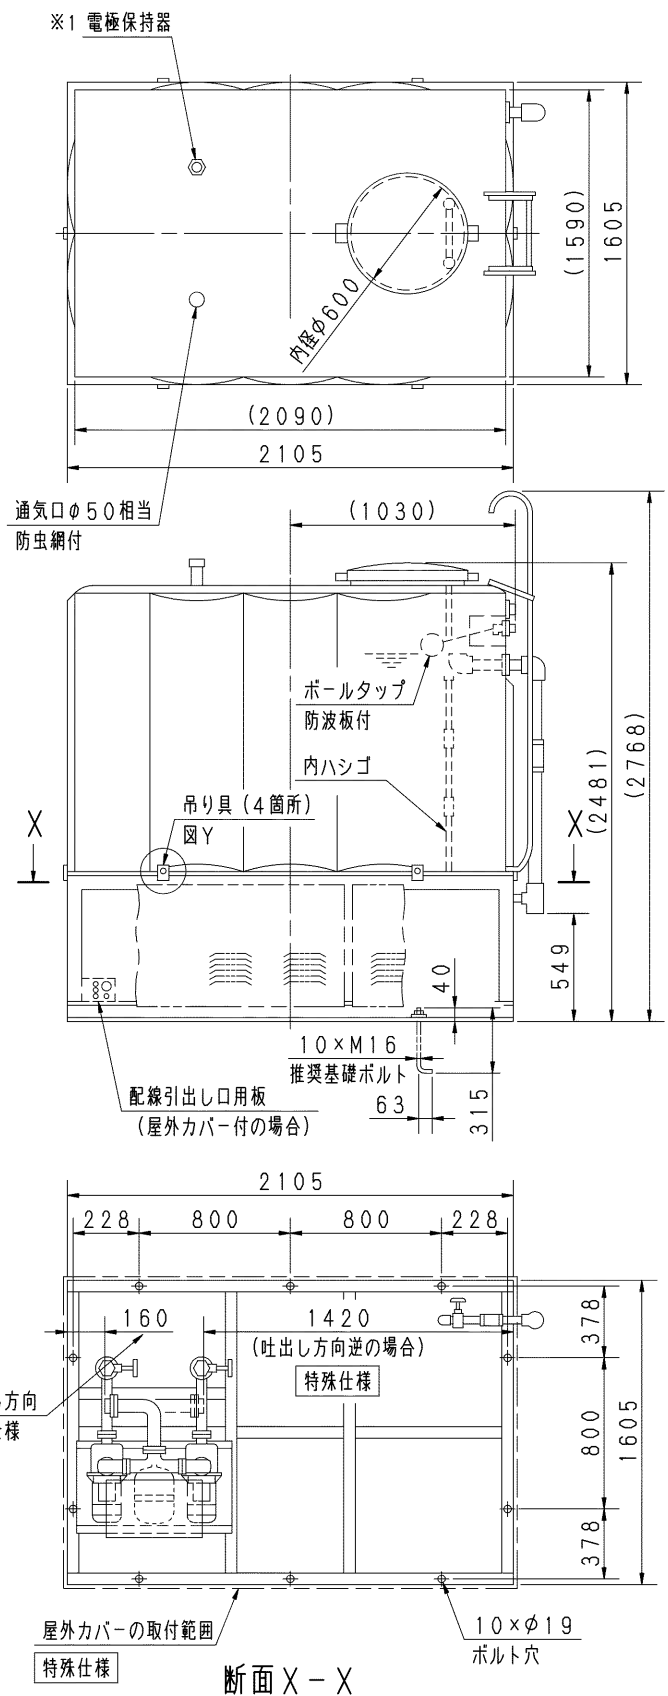 ※1 電極保持器
(1590)
1605
内径φ600
(2090)
2105
通気口φ50相当
防虫網付
(1030)
ボールタップ
防波板付
内ハシゴ
吊り具(4箇所)
図Y
X
X
(2481)
(2768)
549
40
10×M16
推奨基礎ボルト
315
63
配線引出し口用板
(屋外カバー付の場合)
2105
228
800
800
228
160
1420
(吐出し方向逆の場合)
特殊仕様
378
方向
様
800
1605
378
屋外カバーの取付範囲
特殊仕様
10×φ19
ボルト穴
断面X-X